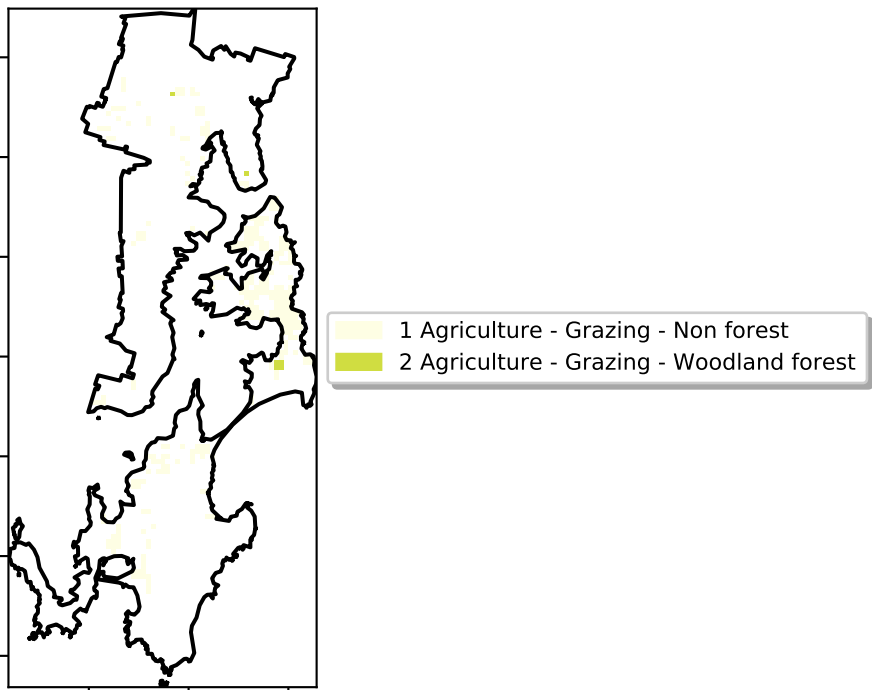 1 Agriculture - Grazing - Non forest
2 Agriculture - Grazing - Woodland forest